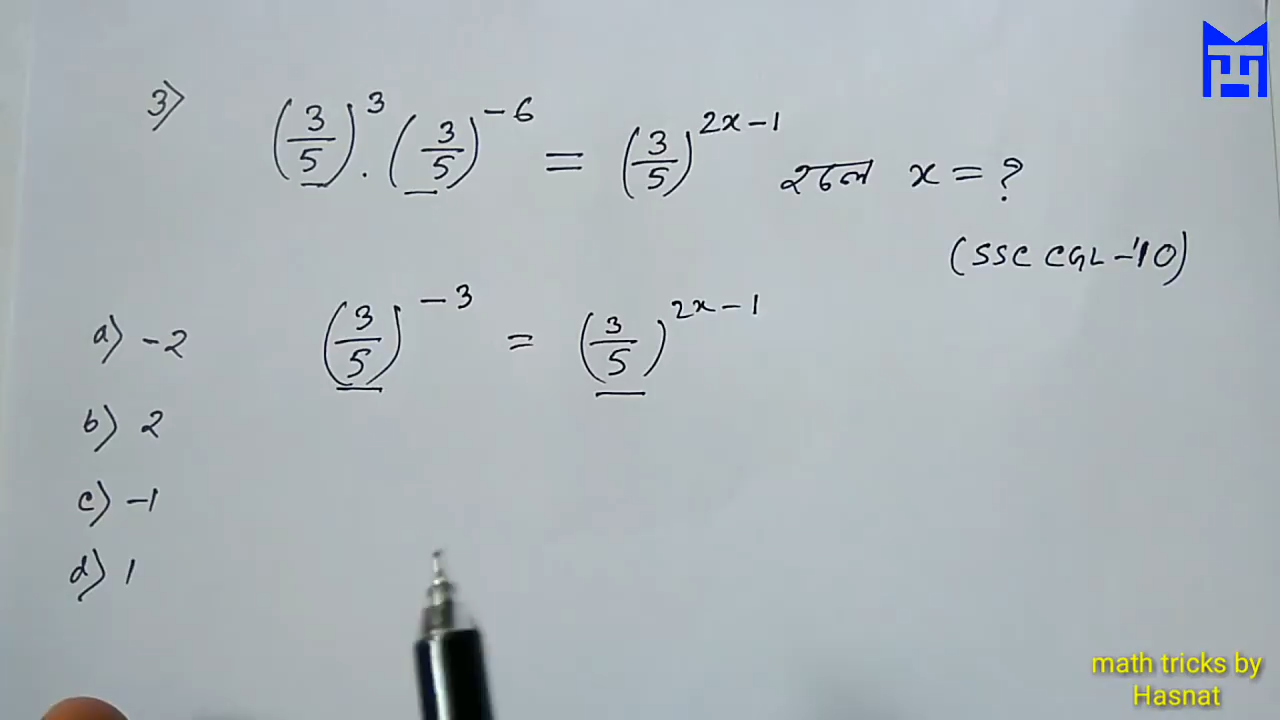 3) (3/5)^3 . (3/5)^-6 = (3/5)^2x-1 হলে x = ?
(SSC CGL-'10)
(3/5)^-3 = (3/5)^2x-1
a) -2
b) 2
c) -1
d) 1
math tricks by
Hasnat